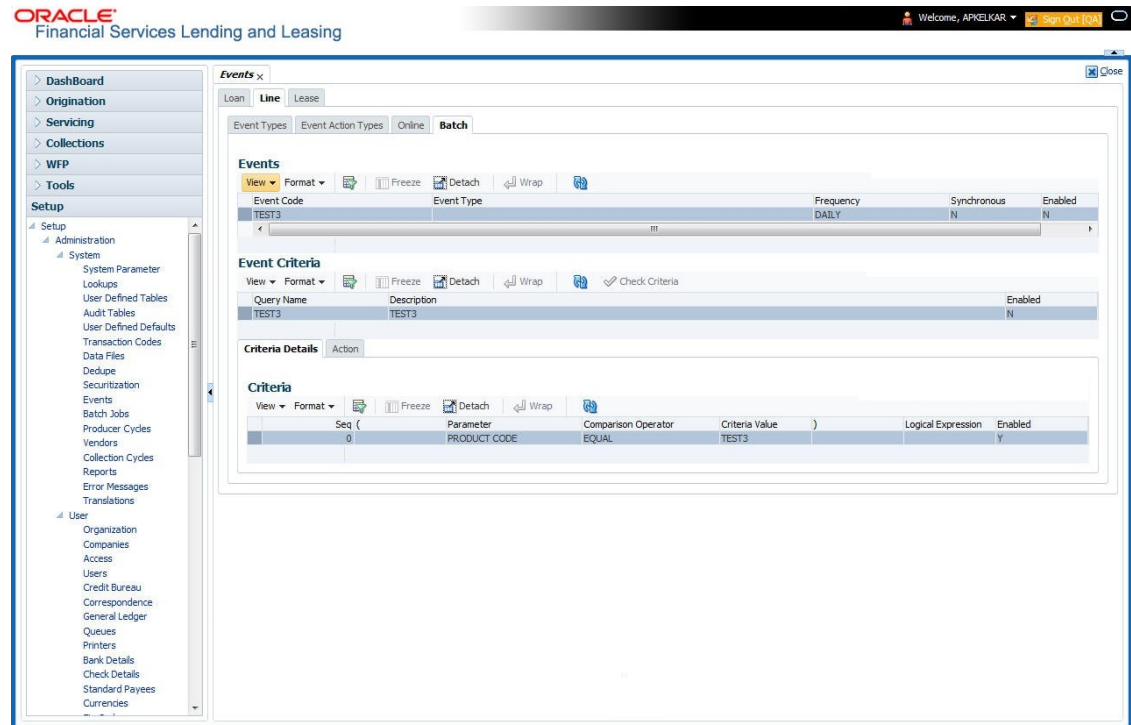 ORACLE
Financial Services Lending and Leasing
Welcome, APKELKAR
Sign Out [QA]
Close
DashBoard
Origination
Servicing
Collections
WFP
Tools
Setup
Setup
Administration
System
System Parameter
Lookups
User Defined Tables
Audit Tables
User Defined Defaults
Transaction Codes
Data Files
Dedupe
Securitization
Events
Batch Jobs
Producer Cycles
Vendors
Collection Cycles
Reports
Error Messages
Translations
User
Organization
Companies
Access
Users
Credit Bureau
Correspondence
General Ledger
Queues
Printers
Bank Details
Check Details
Standard Payees
Currencies
Events
Loan Line Lease
Event Types Event Action Types Online Batch
Events
View Format Freeze Detach Wrap
Event Code Event Type Frequency Synchronous Enabled
TEST3 DAILY N N
Event Criteria
View Format Freeze Detach Wrap Check Criteria
Query Name Description Enabled
TEST3 TEST3 N
Criteria Details Action
Criteria
View Format Freeze Detach Wrap
Seq ( Parameter Comparison Operator Criteria Value ) Logical Expression Enabled
0 PRODUCT CODE EQUAL TEST3 Y